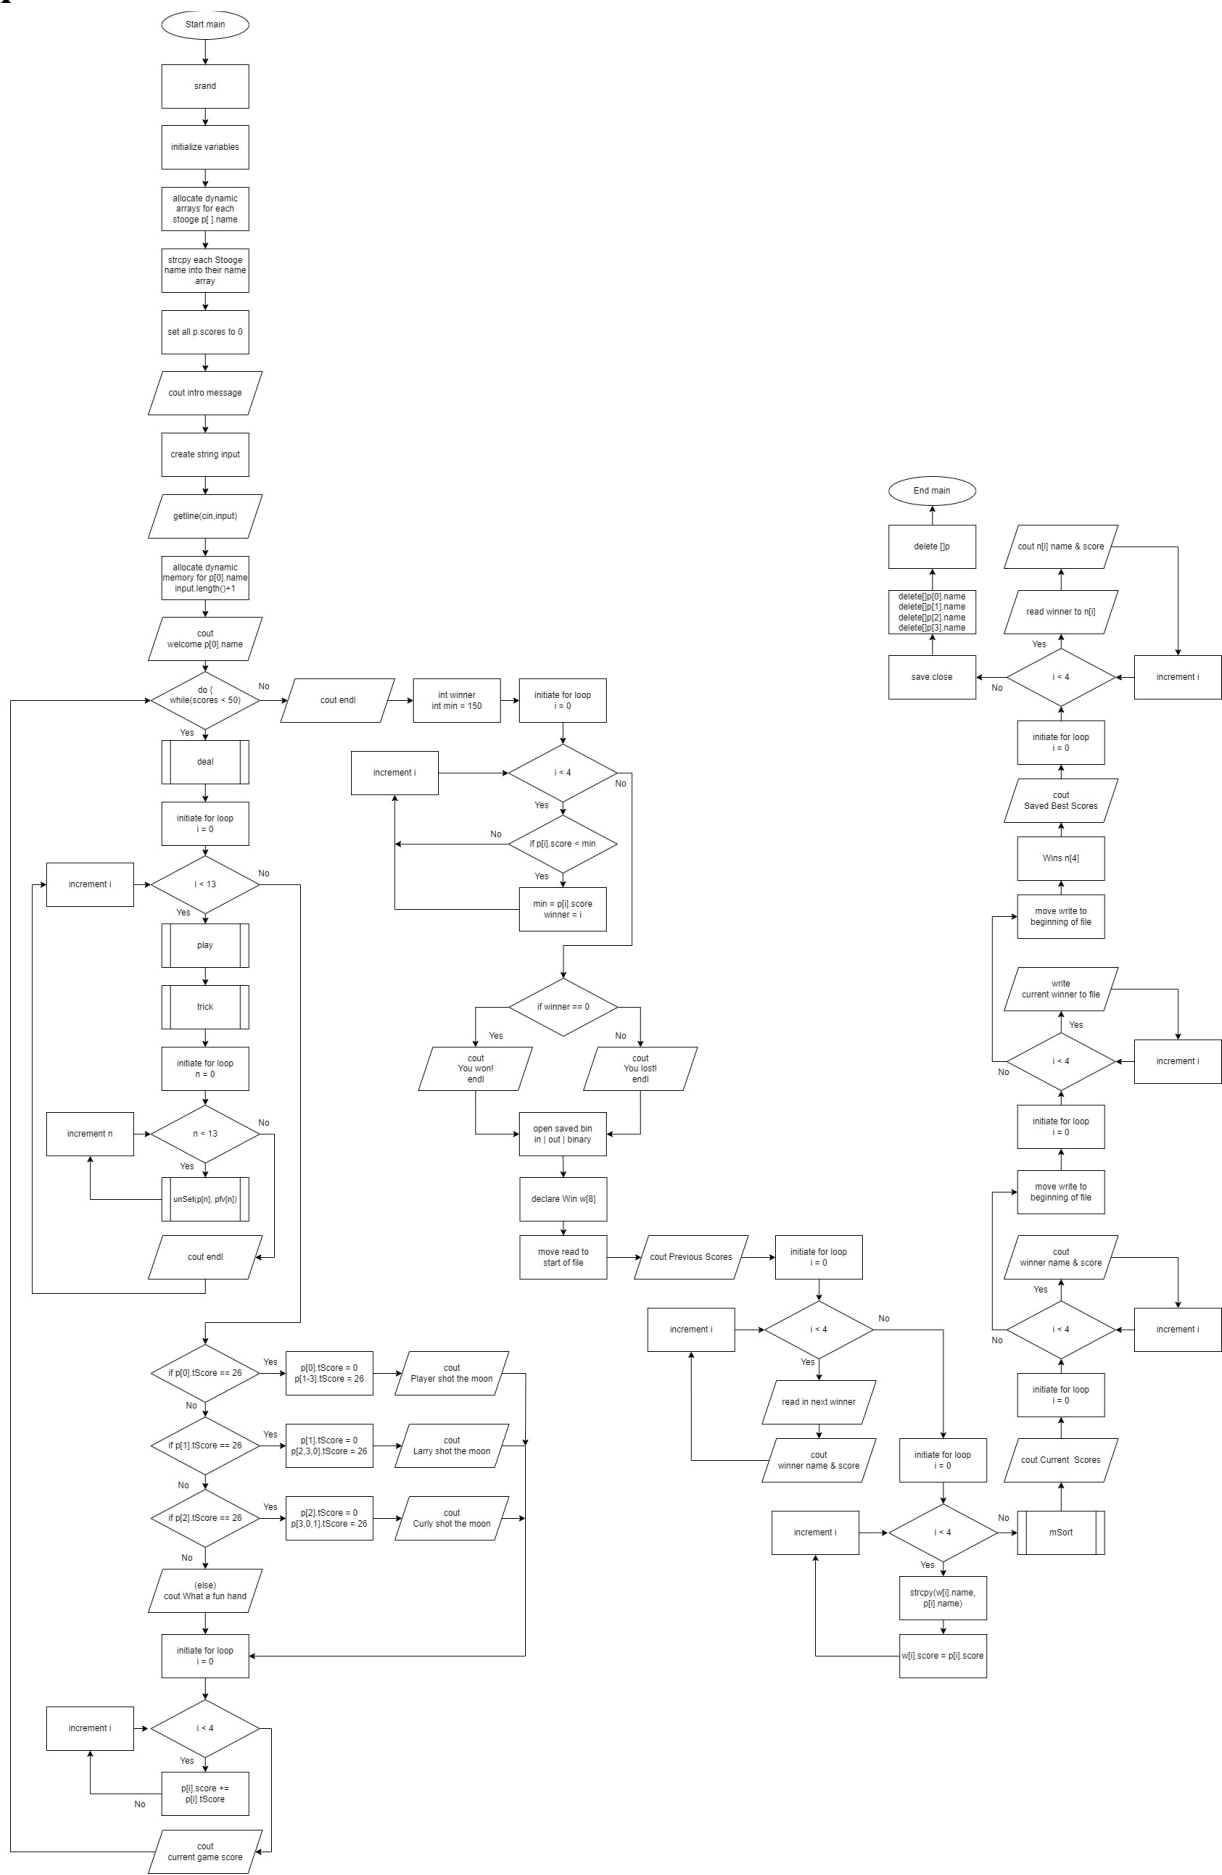 Start main
srand
initialize variables
allocate dynamic
arrays for each
stooge p[ ].name
strcpy each Stooge
name into their name
array
set all p.scores to 0
cout intro message
create string input
getline(cin,input)
allocate dynamic
memory for p[0].name
input.length()+1
cout
welcome p[0].name
do {
while(scores < 50)
No
Yes
deal
initiate for loop
i = 0
increment i
i < 13
No
Yes
play
trick
initiate for loop
n = 0
increment n
n < 13
No
Yes
unSet(p[n], pfv[n])
cout endl
if p[0].tScore == 26
Yes
p[0].tScore = 0
p[1-3].tScore = 26
cout
Player shot the moon
No
if p[1].tScore == 26
Yes
p[1].tScore = 0
p[2,3,0].tScore = 26
cout
Larry shot the moon
No
if p[2].tScore == 26
Yes
p[2].tScore = 0
p[3,0,1].tScore = 26
cout
Curly shot the moon
No
(else)
cout What a fun hand
initiate for loop
i = 0
increment i
i < 4
Yes
p[i].score +=
p[i].tScore
No
cout
current game score
cout endl
int winner
int min = 150
initiate for loop
i = 0
increment i
i < 4
No
Yes
No
if p[i].score < min
Yes
min = p[i].score
winner = i
if winner == 0
Yes
No
cout
You won!
endl
cout
You lost!
endl
open saved.bin
in | out | binary
declare Win w[8]
move read to
start of file
cout Previous Scores
initiate for loop
i = 0
increment i
i < 4
No
Yes
read in next winner
cout
winner name & score
initiate for loop
i = 0
increment i
i < 4
No
Yes
strcpy(w[i].name,
p[i].name)
w[i].score = p[i].score
mSort
cout Current  Scores
initiate for loop
i = 0
i < 4
No
Yes
increment i
cout
winner name & score
move write to
beginning of file
initiate for loop
i = 0
i < 4
No
Yes
increment i
write
current winner to file
move write to
beginning of file
Wins n[4]
cout
Saved Best Scores
initiate for loop
i = 0
i < 4
No
Yes
increment i
read winner to n[i]
cout n[i] name & score
save.close
delete[]p[0].name
delete[]p[1].name
delete[]p[2].name
delete[]p[3].name
delete []p
End main